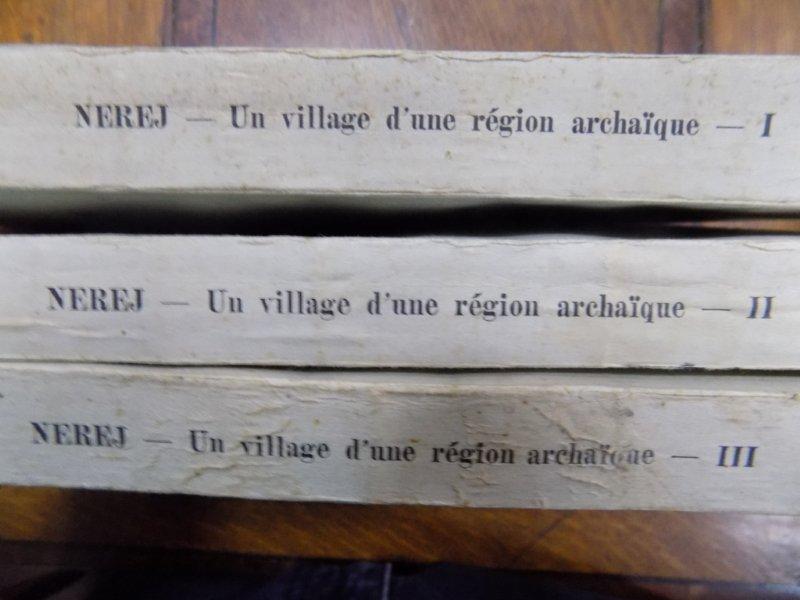 NEREJ — Un village d'une région archaïque — I
NEREJ — Un village d'une région archaïque — II
NEREJ — Un village d'une région archaïque — III